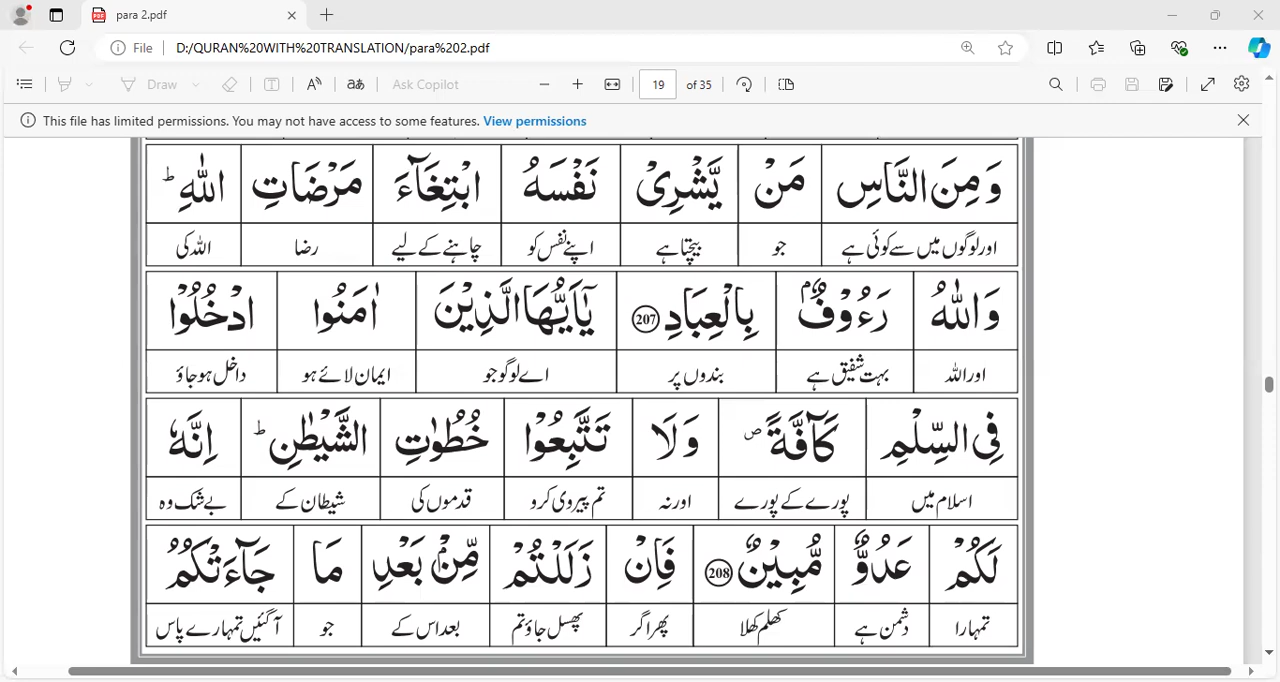 para 2.pdf
File D:/QURAN%20WITH%20TRANSLATION/para%202.pdf
Draw Ask Copilot 19 of 35
This file has limited permissions. You may not have access to some features. View permissions
وَمِنَ النَّاسِ مَنْ يَّشْرِیْ نَفْسَهُ ابْتِغَآءَ مَرْضَاتِ اللّٰهِ ؕ
اور لوگوں میں سے کوئی ہے جو بیچتا ہے اپنے نفس کو چاہنے کے لیے رضا اللہ کی
وَاللّٰهُ رَءُوْفٌۢ بِالْعِبَادِ 207 یٰۤاَیُّهَا الَّذِیْنَ اٰمَنُوا ادْخُلُوْا
اور اللہ بہت شفیق ہے بندوں پر اے لوگو جو ایمان لائے ہو داخل ہو جاؤ
فِی السِّلْمِ كَآفَّةً ۪ وَلَا تَتَّبِعُوْا خُطُوٰتِ الشَّیْطٰنِ ؕ اِنَّهٗ
اسلام میں پورے کے پورے اور نہ تم پیروی کرو قدموں کی شیطان کے بے شک وہ
لَكُمْ عَدُوٌّ مُّبِیْنٌ 208 فَاِنْ زَلَلْتُمْ مِّنْۢ بَعْدِ مَا جَآءَتْكُمُ
تمہارا دشمن ہے کھلم کھلا پھر اگر پھسل جاؤ تم بعد اس کے جو آ گئیں تمہارے پاس